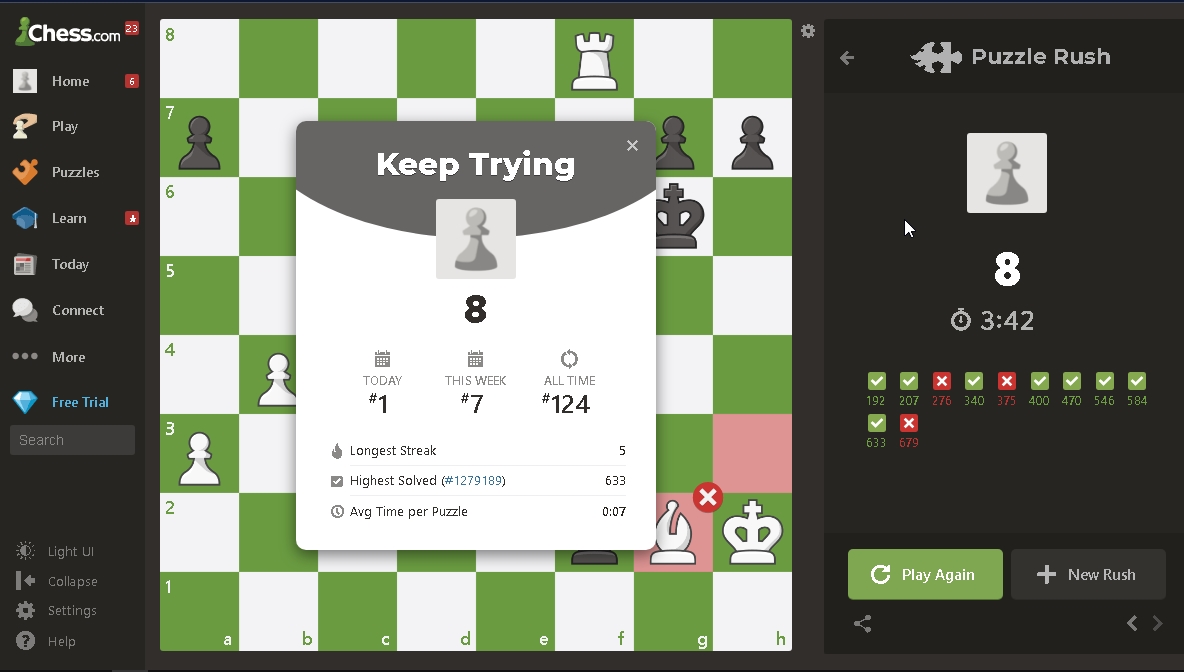 Chess.com 23
Home 6
Play
Puzzles
Learn
Today
Connect
More
Free Trial
Search
Light UI
Collapse
Settings
Help
8
7
6
5
4
3
2
1
a b c d e f g h
Keep Trying
×
8
TODAY THIS WEEK ALL TIME
#1 #7 #124
Longest Streak 5
Highest Solved (#1279189) 633
Avg Time per Puzzle 0:07
Puzzle Rush
8
3:42
192 207 276 340 375 400 470 546 584
633 679
Play Again
New Rush